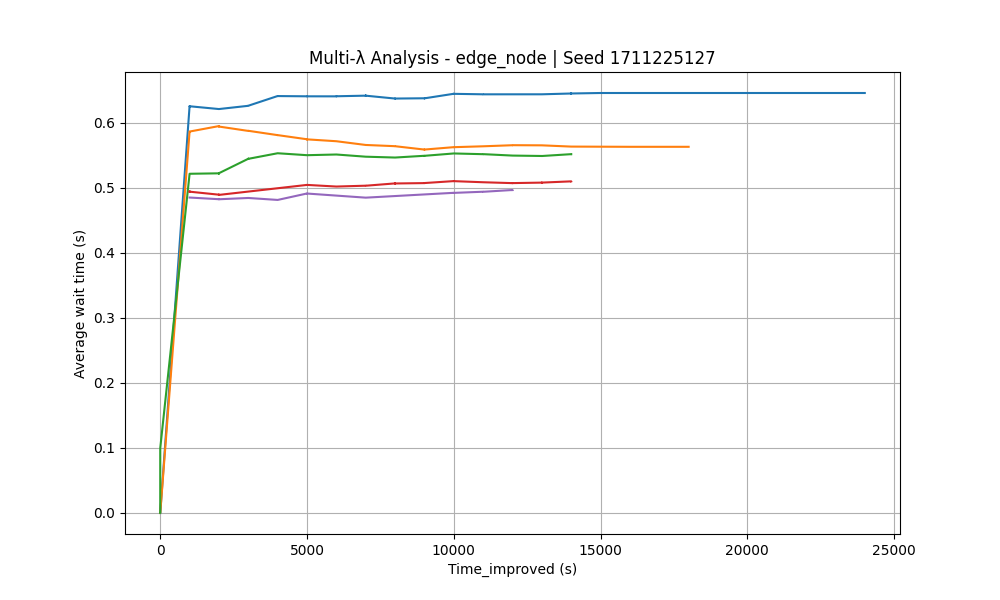 Multi-λ Analysis - edge_node | Seed 1711225127
Average wait time (s)
0.6
0.5
0.4
0.3
0.2
0.1
0.0
0 5000 10000 15000 20000 25000
Time_improved (s)